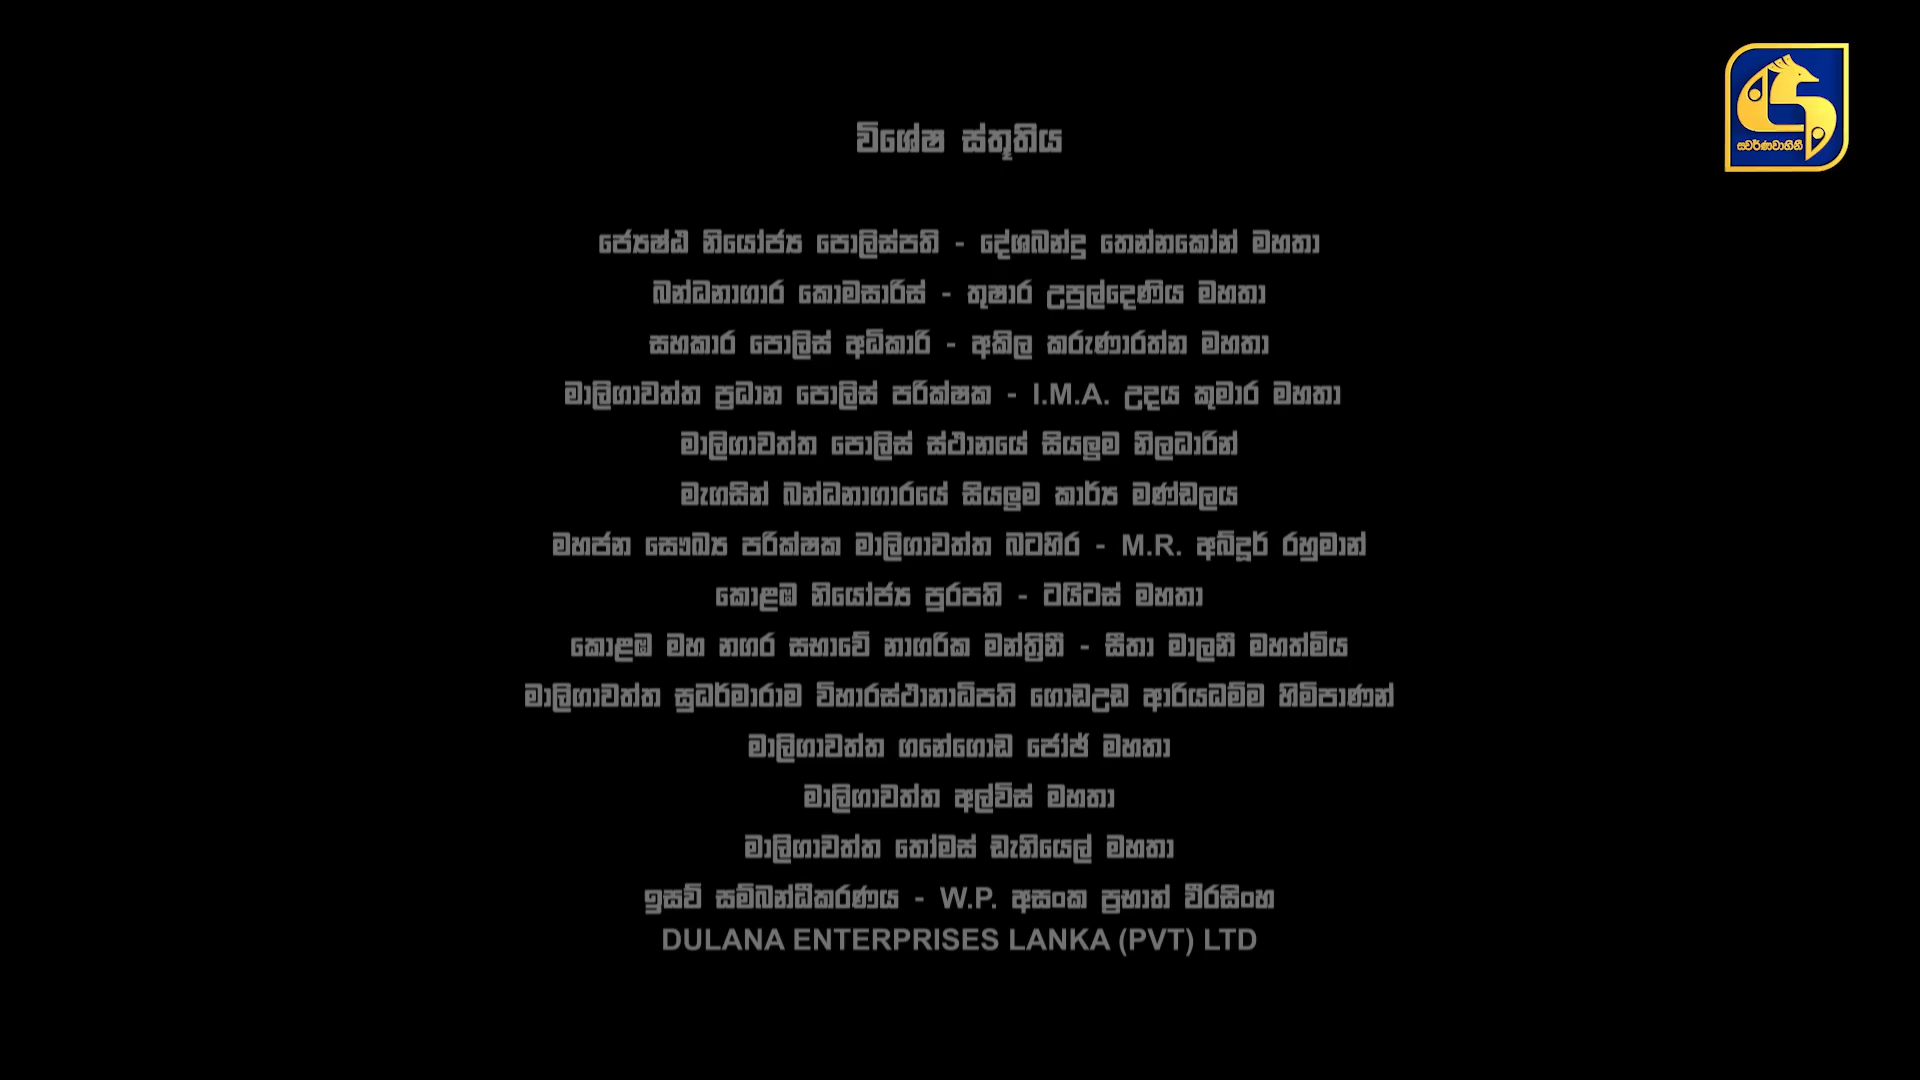 ස්වර්ණවාහිනී
විශේෂ ස්තූතිය
ජ්‍යෙෂ්ඨ නියෝජ්‍ය පොලිස්පති - දේශබන්දු තෙන්නකෝන් මහතා
බන්ධනාගාර කොමසාරිස් - තුෂාර උපුල්දෙණිය මහතා
සහකාර පොලිස් අධිකාරි - අකිල කරුණාරත්න මහතා
මාලිගාවත්ත ප්‍රධාන පොලිස් පරික්ෂක - I.M.A. උදය කුමාර මහතා
මාලිගාවත්ත පොලිස් ස්ථානයේ සියලුම නිලධාරින්
මැගසින් බන්ධනාගාරයේ සියලුම කාර්ය මණ්ඩලය
මහජන සෞඛ්‍ය පරික්ෂක මාලිගාවත්ත බටහිර - M.R. අබ්දූර් රහුමාන්
කොළඹ නියෝජ්‍ය පුරපති - ටයිටස් මහතා
කොළඹ මහ නගර සභාවේ නාගරික මන්ත්‍රිනී - සීතා මාලනී මහත්මිය
මාලිගාවත්ත සුධර්මාරාම විහාරස්ථානාධිපති ගොඩඋඩ ආරියධම්ම හිමිපාණන්
මාලිගාවත්ත ගනේගොඩ ජෝජ් මහතා
මාලිගාවත්ත අල්විස් මහතා
මාලිගාවත්ත තෝමස් ඩැනියෙල් මහතා
ඉසව් සම්බන්ධීකරණය - W.P. අසංක ප්‍රභාත් වීරසිංහ
DULANA ENTERPRISES LANKA (PVT) LTD